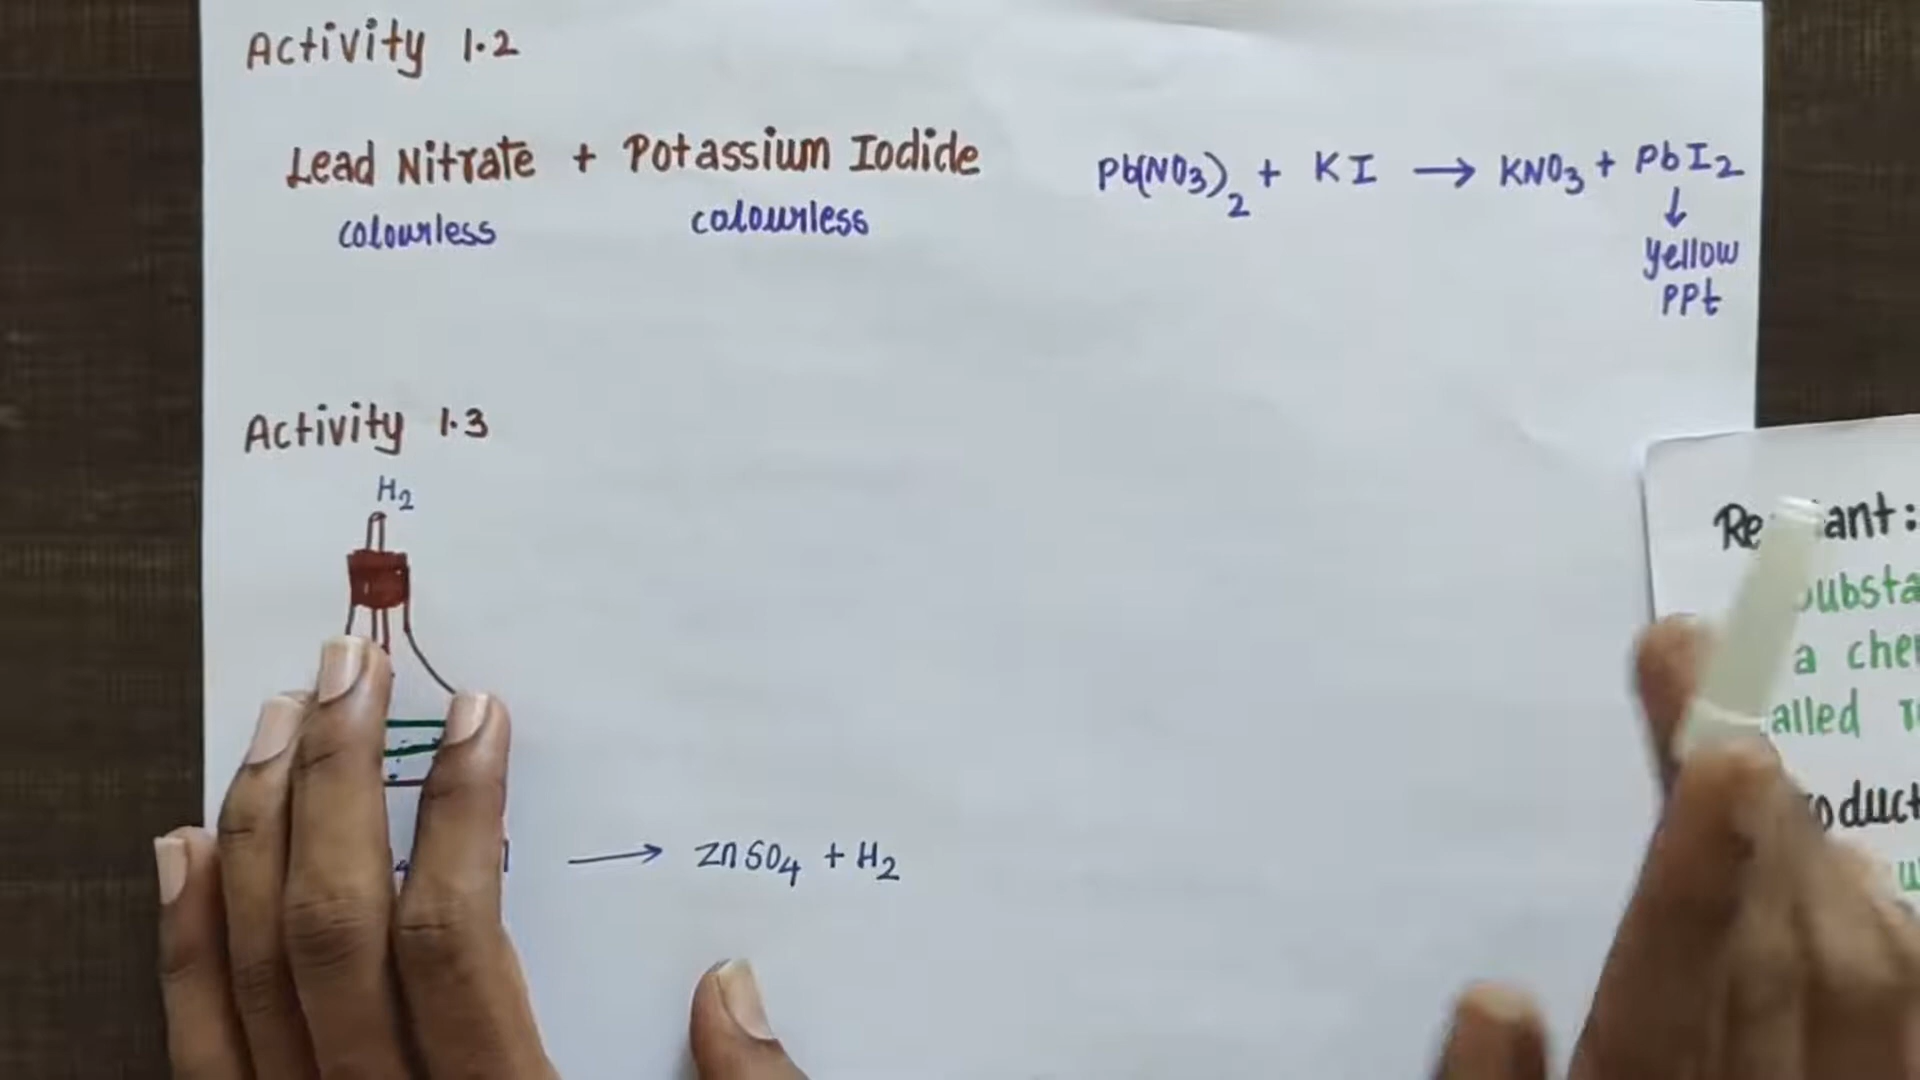 Activity 1.2
Lead Nitrate + Potassium Iodide
colourless colourless
Pb(NO3)2 + KI → KNO3 + PbI2
↓
yellow
PPt
Activity 1.3
H2
→ ZnSO4 + H2
substa
a che
alled
oduct